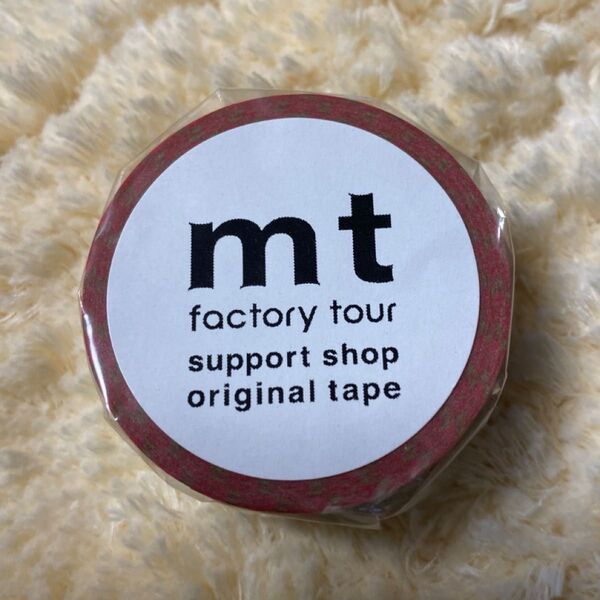 mt
factory tour
support shop
original tape